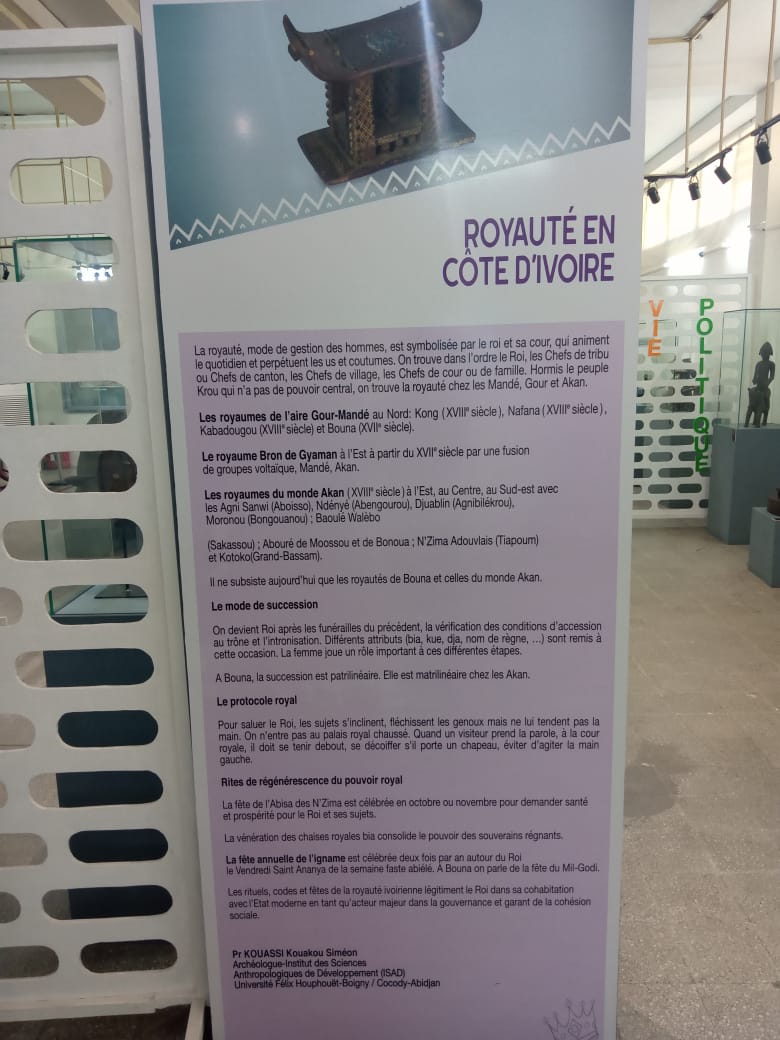 ROYAUTÉ EN
CÔTE D'IVOIRE
La royauté, mode de gestion des hommes, est symbolisée par le roi et sa cour, qui animent
le quotidien et perpétuent les us et coutumes. On trouve dans l'ordre le Roi, les Chefs de tribu
ou Chefs de canton, les Chefs de village, les Chefs de cour ou de famille. Hormis le peuple
Krou qui n'a pas de pouvoir central, on trouve la royauté chez les Mandé, Gour et Akan.
Les royaumes de l'aire Gour-Mandé au Nord: Kong (XVIIIe siècle), Nafana (XVIIIe siècle),
Kabadougou (XVIIIe siècle) et Bouna (XVIIe siècle).
Le royaume Bron de Gyaman à l'Est à partir du XVIIe siècle par une fusion
de groupes voltaïque, Mandé, Akan.
Les royaumes du monde Akan (XVIIIe siècle) à l'Est, au Centre, au Sud-est avec
les Agni Sanwi (Aboisso), Ndényé (Abengourou), Djuablin (Agnibilékrou),
Moronou (Bongouanou) ; Baoulé Walèbo
(Sakassou) ; Abouré de Moossou et de Bonoua ; N'Zima Adouvlais (Tiapoum)
et Kotoko(Grand-Bassam).
Il ne subsiste aujourd'hui que les royautés de Bouna et celles du monde Akan.
Le mode de succession
On devient Roi après les funérailles du précédent, la vérification des conditions d'accession
au trône et l'intronisation. Différents attributs (bia, kue, dja, nom de règne, ...) sont remis à
cette occasion. La femme joue un rôle important à ces différentes étapes.
A Bouna, la succession est patrilinéaire. Elle est matrilinéaire chez les Akan.
Le protocole royal
Pour saluer le Roi, les sujets s'inclinent, fléchissent les genoux mais ne lui tendent pas la
main. On n'entre pas au palais royal chaussé. Quand un visiteur prend la parole, à la cour
royale, il doit se tenir debout, se décoiffer s'il porte un chapeau, éviter d'agiter la main
gauche.
Rites de régénérescence du pouvoir royal
La fête de l'Abisa des N'Zima est célébrée en octobre ou novembre pour demander santé
et prospérité pour le Roi et ses sujets.
La vénération des chaises royales bia consolide le pouvoir des souverains régnants.
La fête annuelle de l'igname est célébrée deux fois par an autour du Roi
le Vendredi Saint Ananya de la semaine faste abiélé. A Bouna on parle de la fête du Mil-Godi.
Les rituels, codes et fêtes de la royauté ivoirienne légitiment le Roi dans sa cohabitation
avec l'Etat moderne en tant qu'acteur majeur dans la gouvernance et garant de la cohésion
sociale.
Pr KOUASSI Kouakou Siméon
Archéologue-Institut des Sciences
Anthropologiques de Développement (ISAD)
Université Félix Houphouët-Boigny / Cocody-Abidjan
VIE
POLITIQUE